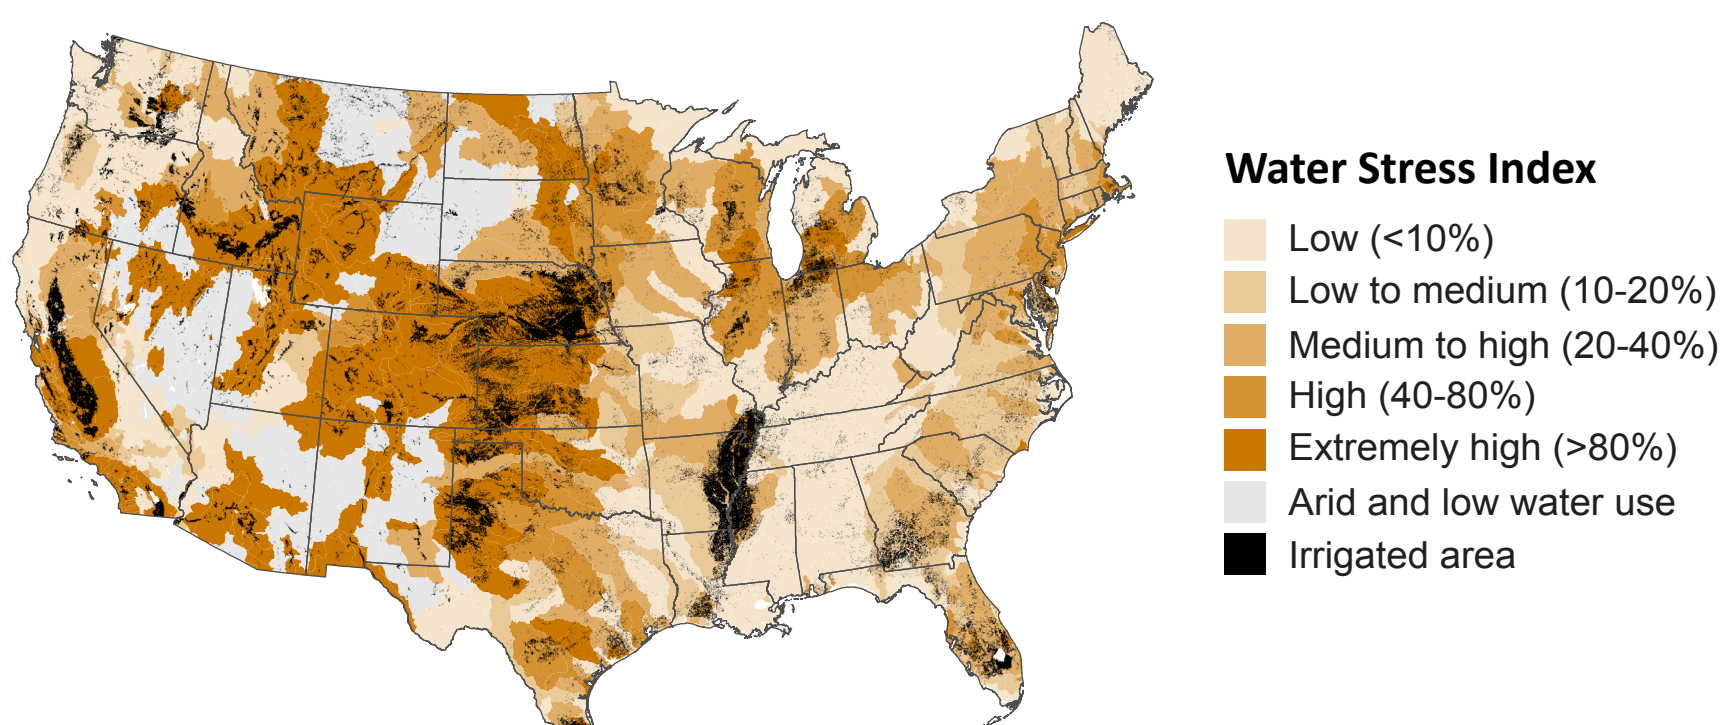 Water Stress Index
Low (<10%)
Low to medium (10-20%)
Medium to high (20-40%)
High (40-80%)
Extremely high (>80%)
Arid and low water use
Irrigated area